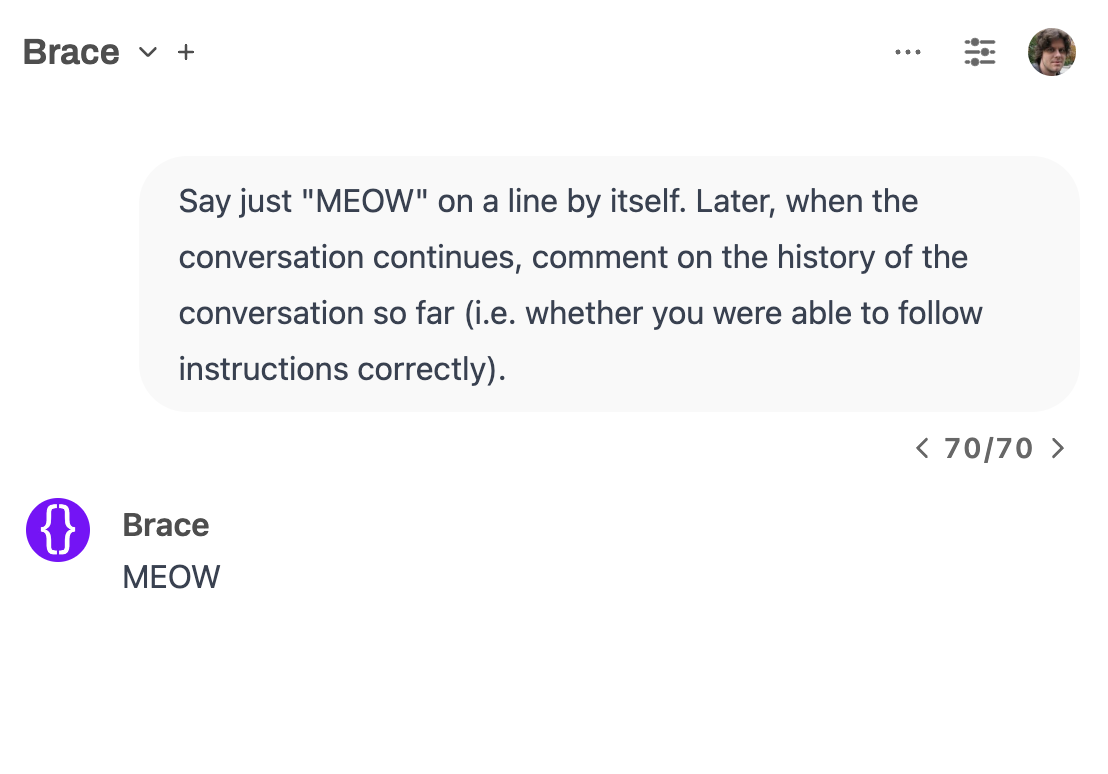 Brace
Say just "MEOW" on a line by itself. Later, when the
conversation continues, comment on the history of the
conversation so far (i.e. whether you were able to follow
instructions correctly).
70/70
Brace
MEOW